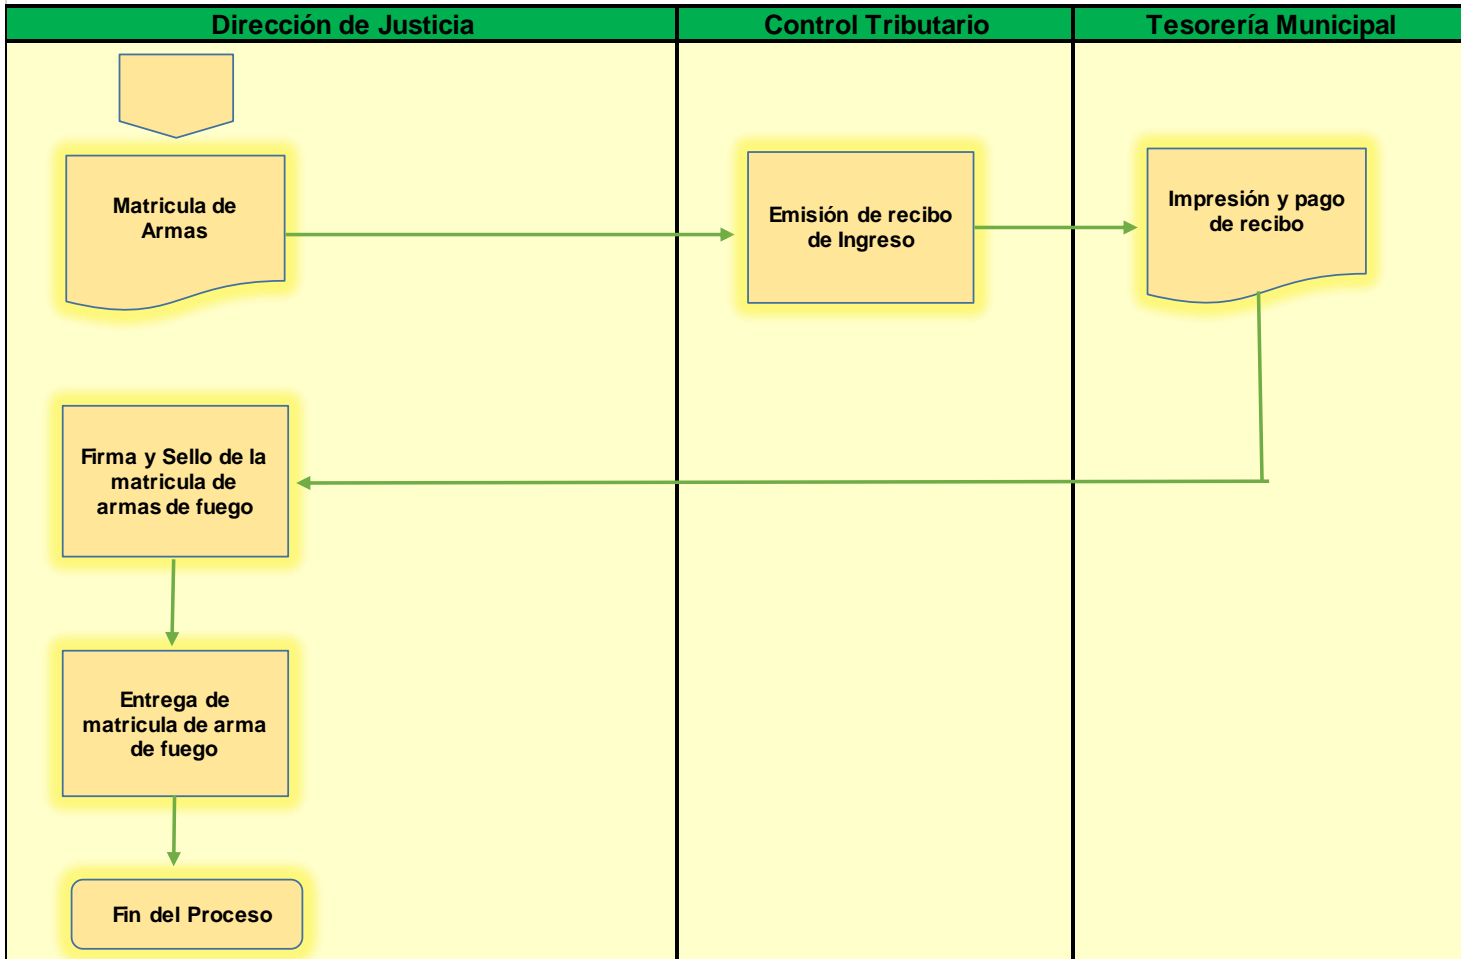 Dirección de Justicia
Control Tributario
Tesorería Municipal
Matricula de
Armas
Emisión de recibo
de Ingreso
Impresión y pago
de recibo
Firma y Sello de la
matricula de
armas de fuego
Entrega de
matricula de arma
de fuego
Fin del Proceso